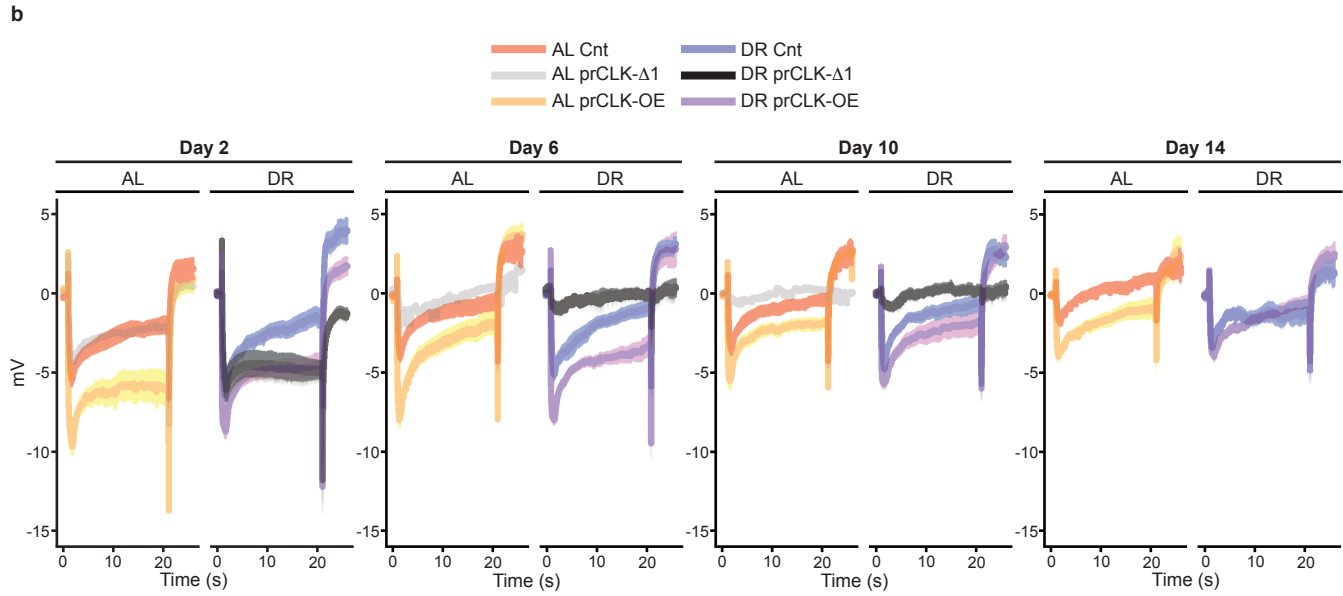 b
AL Cnt DR Cnt
AL prCLK-Δ1 DR prCLK-Δ1
AL prCLK-OE DR prCLK-OE
Day 2 Day 6 Day 10 Day 14
AL DR AL DR AL DR AL DR
5 5 5 5
0 0 0 0
mV
-5 -5 -5 -5
-10 -10 -10 -10
-15 -15 -15 -15
0 10 20 0 10 20 0 10 20 0 10 20 0 10 20 0 10 20 0 10 20 0 10 20
Time (s) Time (s) Time (s) Time (s) Time (s) Time (s) Time (s) Time (s)